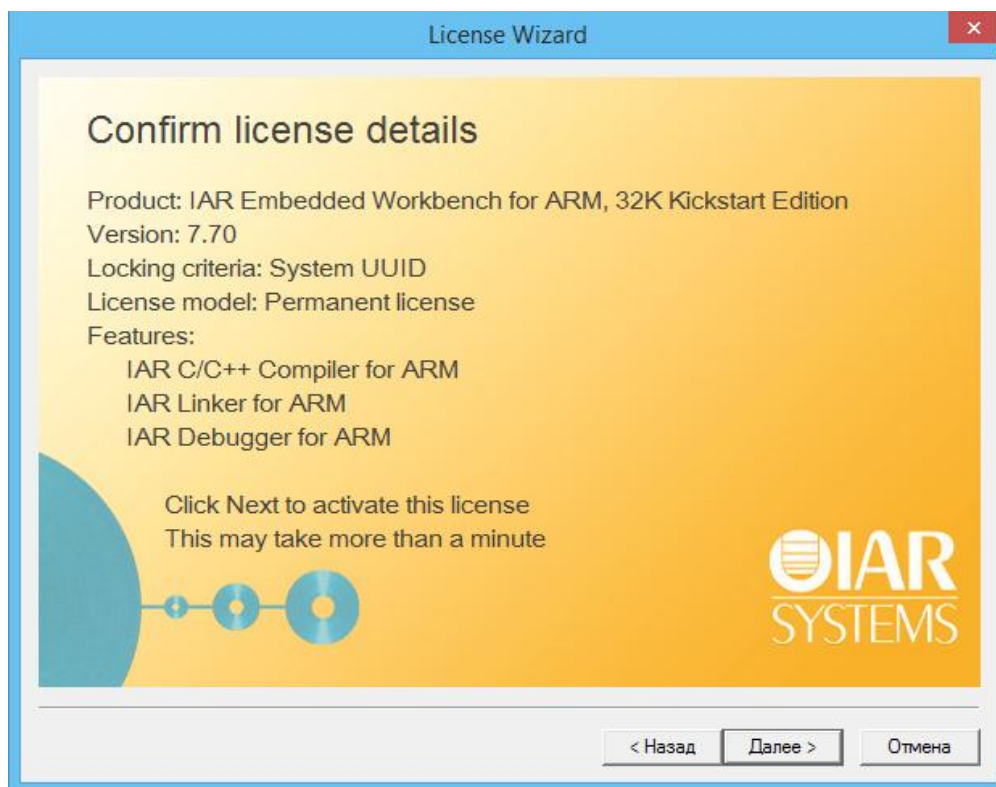 License Wizard
Confirm license details
Product: IAR Embedded Workbench for ARM, 32K Kickstart Edition
Version: 7.70
Locking criteria: System UUID
License model: Permanent license
Features:
IAR C/C++ Compiler for ARM
IAR Linker for ARM
IAR Debugger for ARM
Click Next to activate this license
This may take more than a minute
IAR
SYSTEMS
< Назад
Далее >
Отмена